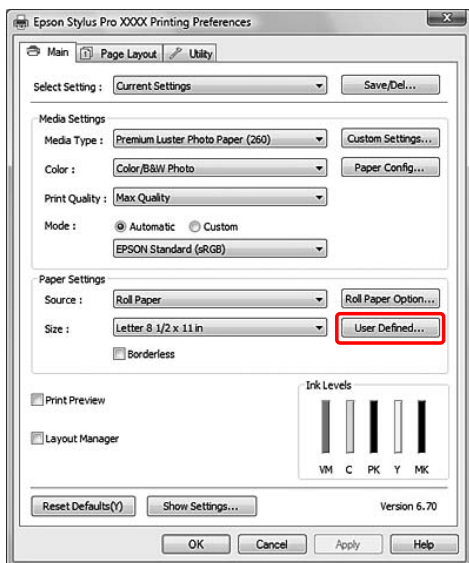 Epson Stylus Pro XXXX Printing Preferences
Main Page Layout Utility
Select Setting : Current Settings Save/Del...
Media Settings
Media Type : Premium Luster Photo Paper (260) Custom Settings...
Color : Color/B&W Photo Paper Config...
Print Quality : Max Quality
Mode : Automatic Custom
EPSON Standard (sRGB)
Paper Settings
Source : Roll Paper Roll Paper Option...
Size : Letter 8 1/2 x 11 in User Defined...
Borderless
Ink Levels
Print Preview
Layout Manager
VM C PK Y MK
Reset Defaults(Y) Show Settings... Version 6.70
OK Cancel Apply Help